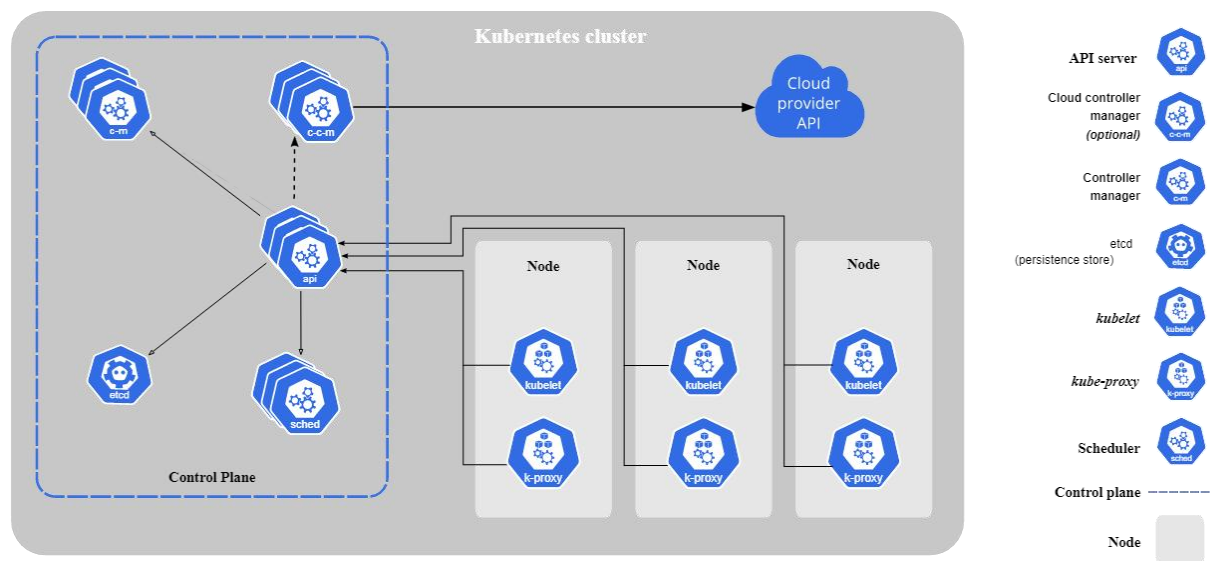 Kubernetes cluster
c-m
c-c-m
Cloud
provider
API
api
etcd
sched
Control Plane
Node
Node
Node
kubelet
kubelet
kubelet
k-proxy
k-proxy
k-proxy
API server
api
Cloud controller
manager
(optional)
c-c-m
Controller
manager
c-m
etcd
(persistence store)
etcd
kubelet
kubelet
kube-proxy
k-proxy
Scheduler
sched
Control plane
Node